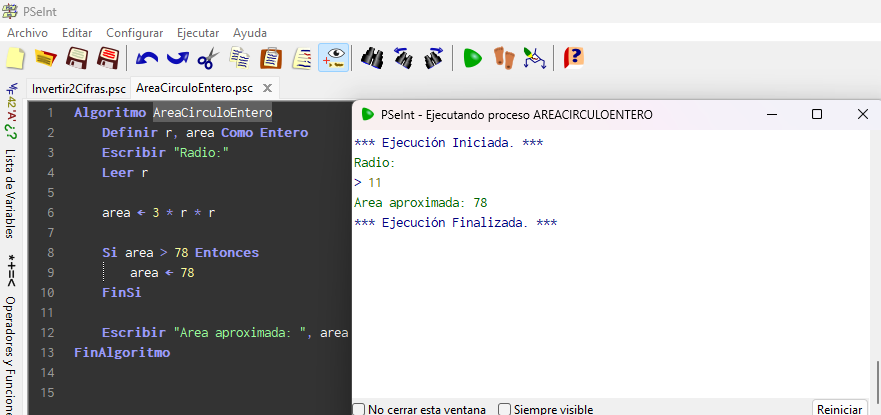 PSeInt
Archivo Editar Configurar Ejecutar Ayuda
Invertir2Cifras.psc AreaCirculoEntero.psc
Lista de Variables
*+=<
Operadores y Funcione
1 Algoritmo AreaCirculoEntero
2 Definir r, area Como Entero
3 Escribir "Radio:"
4 Leer r
5
6 area ← 3 * r * r
7
8 Si area > 78 Entonces
9 area ← 78
10 FinSi
11
12 Escribir "Area aproximada: ", area
13 FinAlgoritmo
14
15
PSeInt - Ejecutando proceso AREACIRCULOENTERO
*** Ejecución Iniciada. ***
Radio:
> 11
Area aproximada: 78
*** Ejecución Finalizada. ***
No cerrar esta ventana Siempre visible Reiniciar